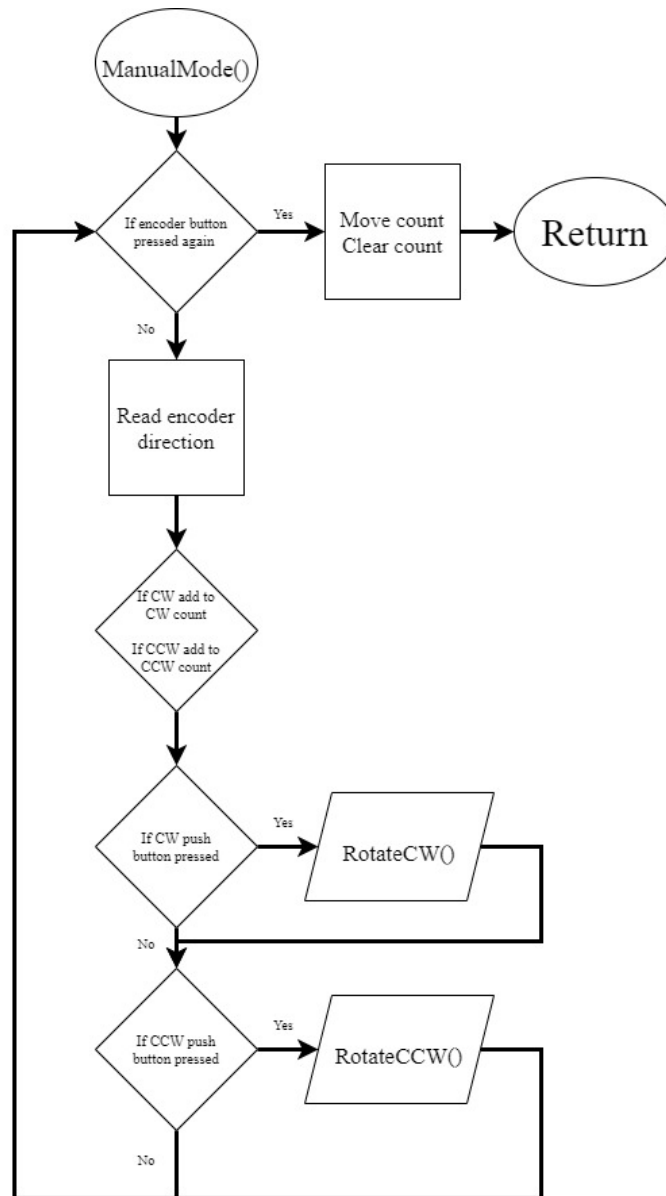 ManualMode()
If encoder button
pressed again
Yes
Move count
Clear count
Return
No
Read encoder
direction
If CW add to
CW count
If CCW add to
CCW count
If CW push
button pressed
Yes
RotateCW()
No
If CCW push
button pressed
Yes
RotateCCW()
No